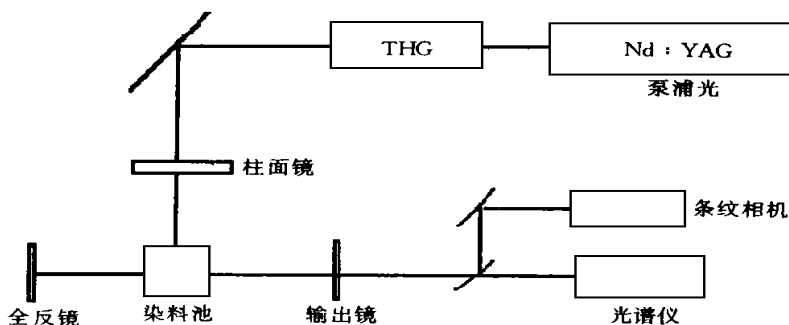 THG
Nd：YAG
泵浦光
柱面镜
条纹相机
全反镜
染料池
输出镜
光谱仪